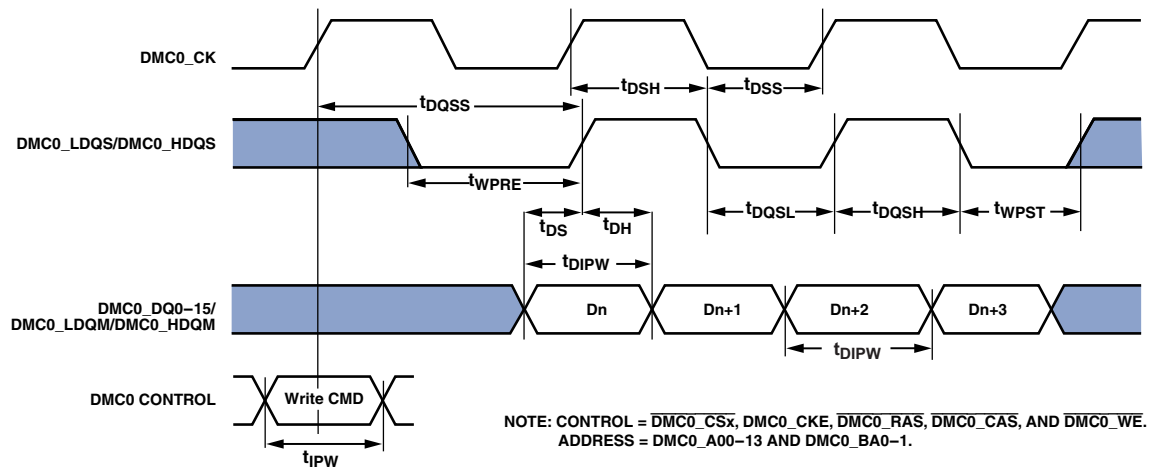 DMC0_CK
tDSH
tDSS
tDQSS
DMC0_LDQS/DMC0_HDQS
tWPRE
tDQSL
tDQSH
tWPST
tDS
tDH
tDIPW
DMC0_DQ0–15/
DMC0_LDQM/DMC0_HDQM
Dn
Dn+1
Dn+2
Dn+3
tDIPW
DMC0 CONTROL
Write CMD
tIPW
NOTE: CONTROL = DMC0_CSx, DMC0_CKE, DMC0_RAS, DMC0_CAS, AND DMC0_WE.
ADDRESS = DMC0_A00–13 AND DMC0_BA0–1.